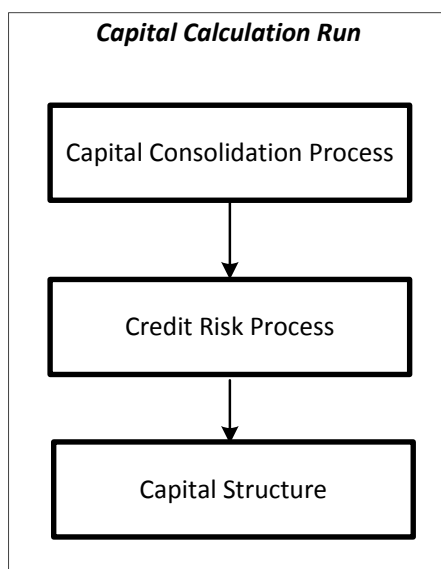 Capital Calculation Run
Capital Consolidation Process
Credit Risk Process
Capital Structure